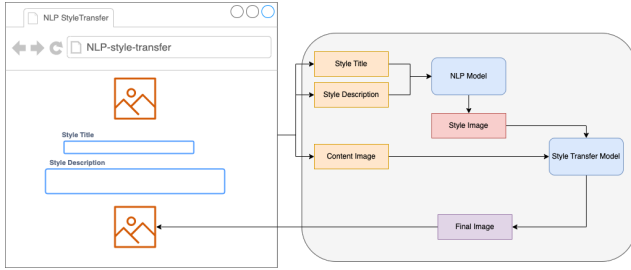 NLP StyleTransfer
NLP-style-transfer
Style Title
Style Description
Style Title
Style Description
Content Image
NLP Model
Style Image
Style Transfer Model
Final Image